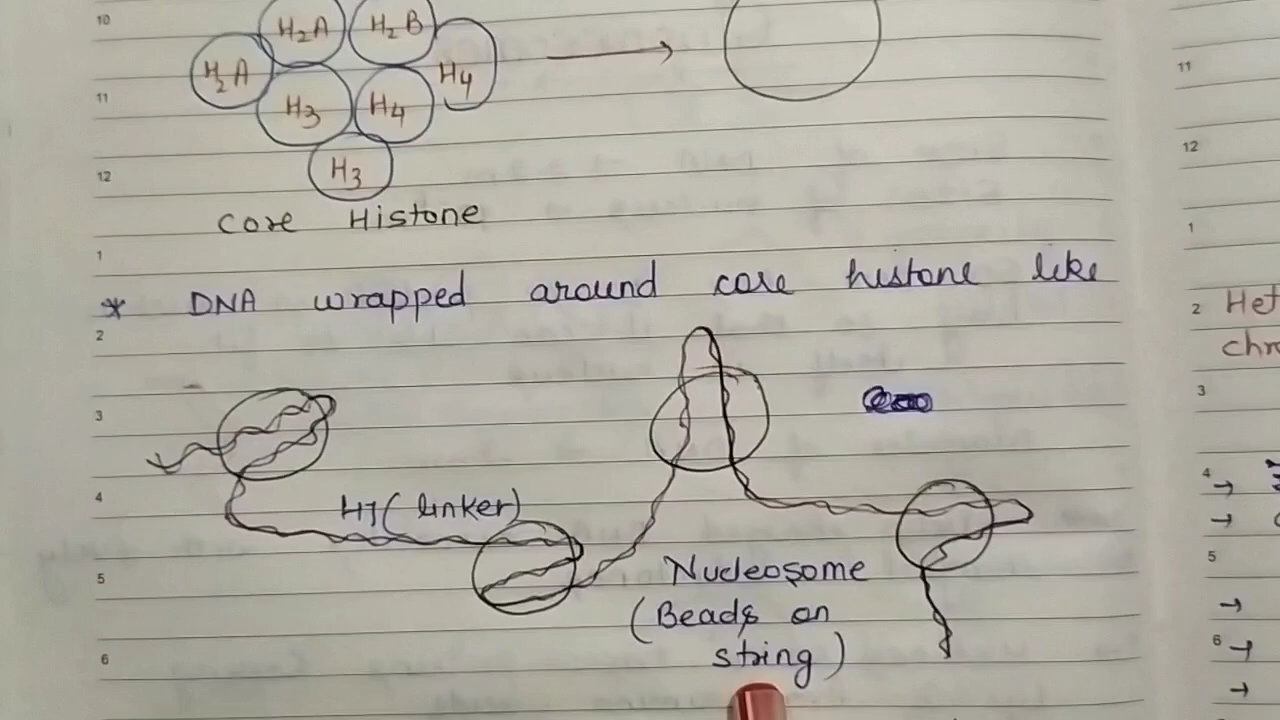 10
H2A H2B
H2A H4
11
H3 H4
12
H3
Core Histone
1
* DNA wrapped around core histone like
2
3
4
H1 (linker)
5
Nucleosome
(Beads on
6
string)
11
12
1
2 Het
chro
3
4 →
→
5
→
6 →
→